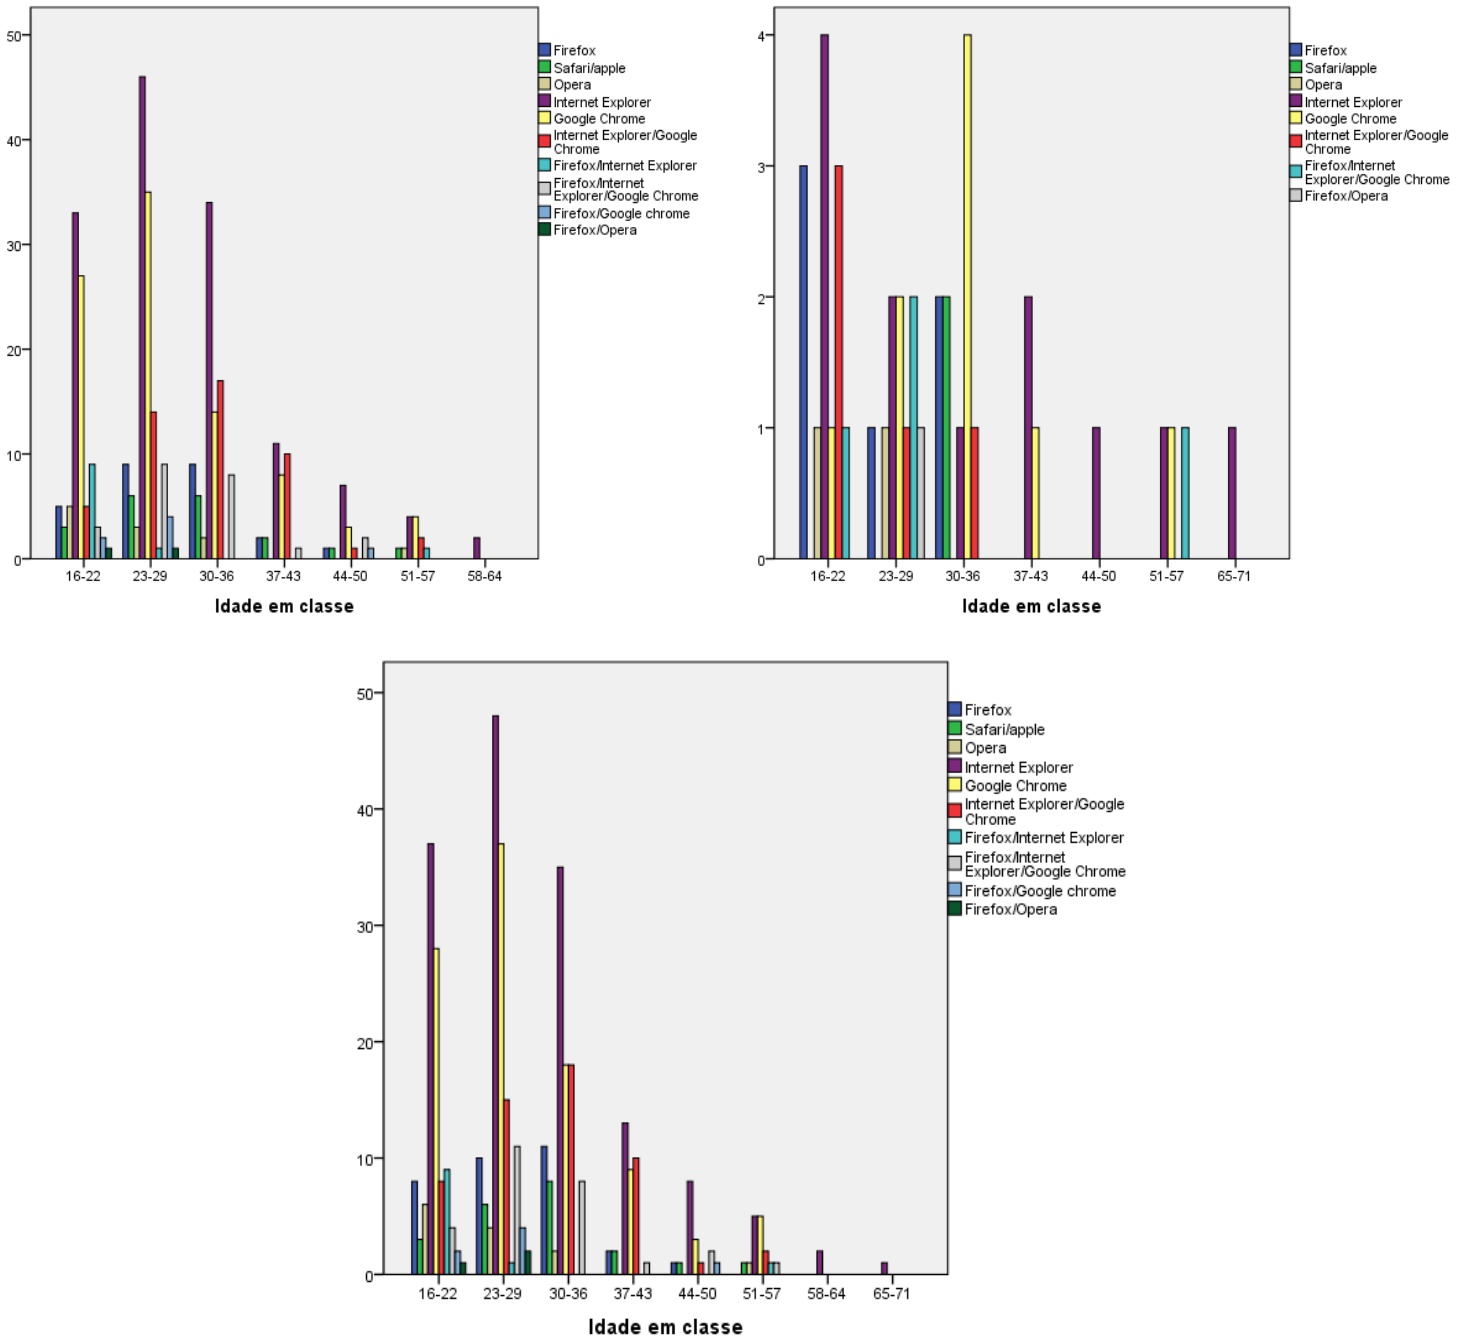 50
40
30
20
10
0
16-22 23-29 30-36 37-43 44-50 51-57 58-64
Idade em classe
Firefox
Safari/apple
Opera
Internet Explorer
Google Chrome
Internet Explorer/Google
Chrome
Firefox/Internet Explorer
Firefox/Internet
Explorer/Google Chrome
Firefox/Google chrome
Firefox/Opera
4
3
2
1
0
16-22 23-29 30-36 37-43 44-50 51-57 65-71
Idade em classe
Firefox
Safari/apple
Opera
Internet Explorer
Google Chrome
Internet Explorer/Google
Chrome
Firefox/Internet
Explorer/Google Chrome
Firefox/Opera
50
40
30
20
10
0
16-22 23-29 30-36 37-43 44-50 51-57 58-64 65-71
Idade em classe
Firefox
Safari/apple
Opera
Internet Explorer
Google Chrome
Internet Explorer/Google
Chrome
Firefox/Internet Explorer
Firefox/Internet
Explorer/Google Chrome
Firefox/Google chrome
Firefox/Opera